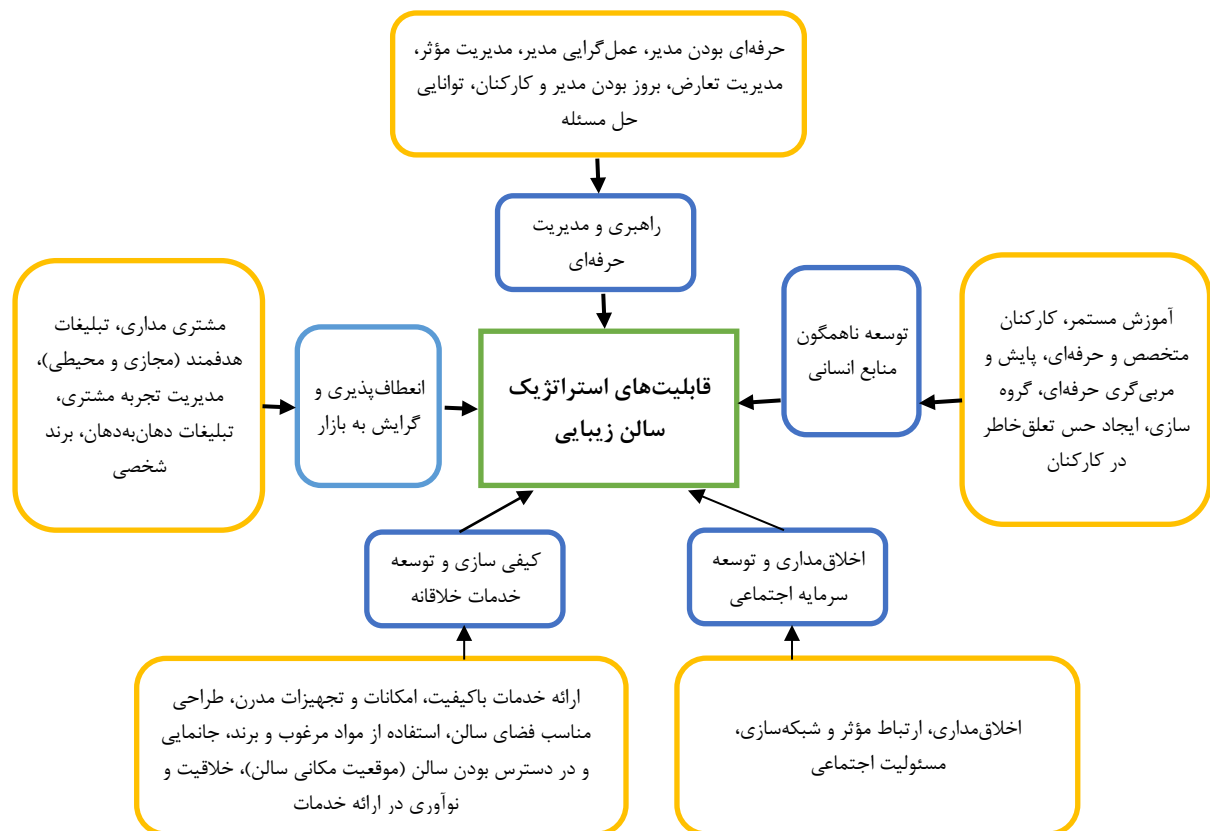 حرفه‌ای بودن مدیر، عمل‌گرایی مدیر، مدیریت مؤثر،
مدیریت تعارض، بروز بودن مدیر و کارکنان، توانایی
حل مسئله
راهبری و مدیریت
حرفه‌ای
آموزش مستمر، کارکنان
متخصص و حرفه‌ای، پایش و
مربی‌گری حرفه‌ای، گروه
سازی، ایجاد حس تعلق‌خاطر
در کارکنان
توسعه ناهمگون
منابع انسانی
قابلیت‌های استراتژیک
سالن زیبایی
انعطاف‌پذیری و
گرایش به بازار
مشتری مداری، تبلیغات
هدفمند (مجازی و محیطی)،
مدیریت تجربه مشتری،
تبلیغات دهان‌به‌دهان، برند
شخصی
اخلاق‌مداری و توسعه
سرمایه اجتماعی
کیفی سازی و توسعه
خدمات خلاقانه
اخلاق‌مداری، ارتباط مؤثر و شبکه‌سازی،
مسئولیت اجتماعی
ارائه خدمات باکیفیت، امکانات و تجهیزات مدرن، طراحی
مناسب فضای سالن، استفاده از مواد مرغوب و برند، جانمایی
و در دسترس بودن سالن (موقعیت مکانی سالن)، خلاقیت و
نوآوری در ارائه خدمات